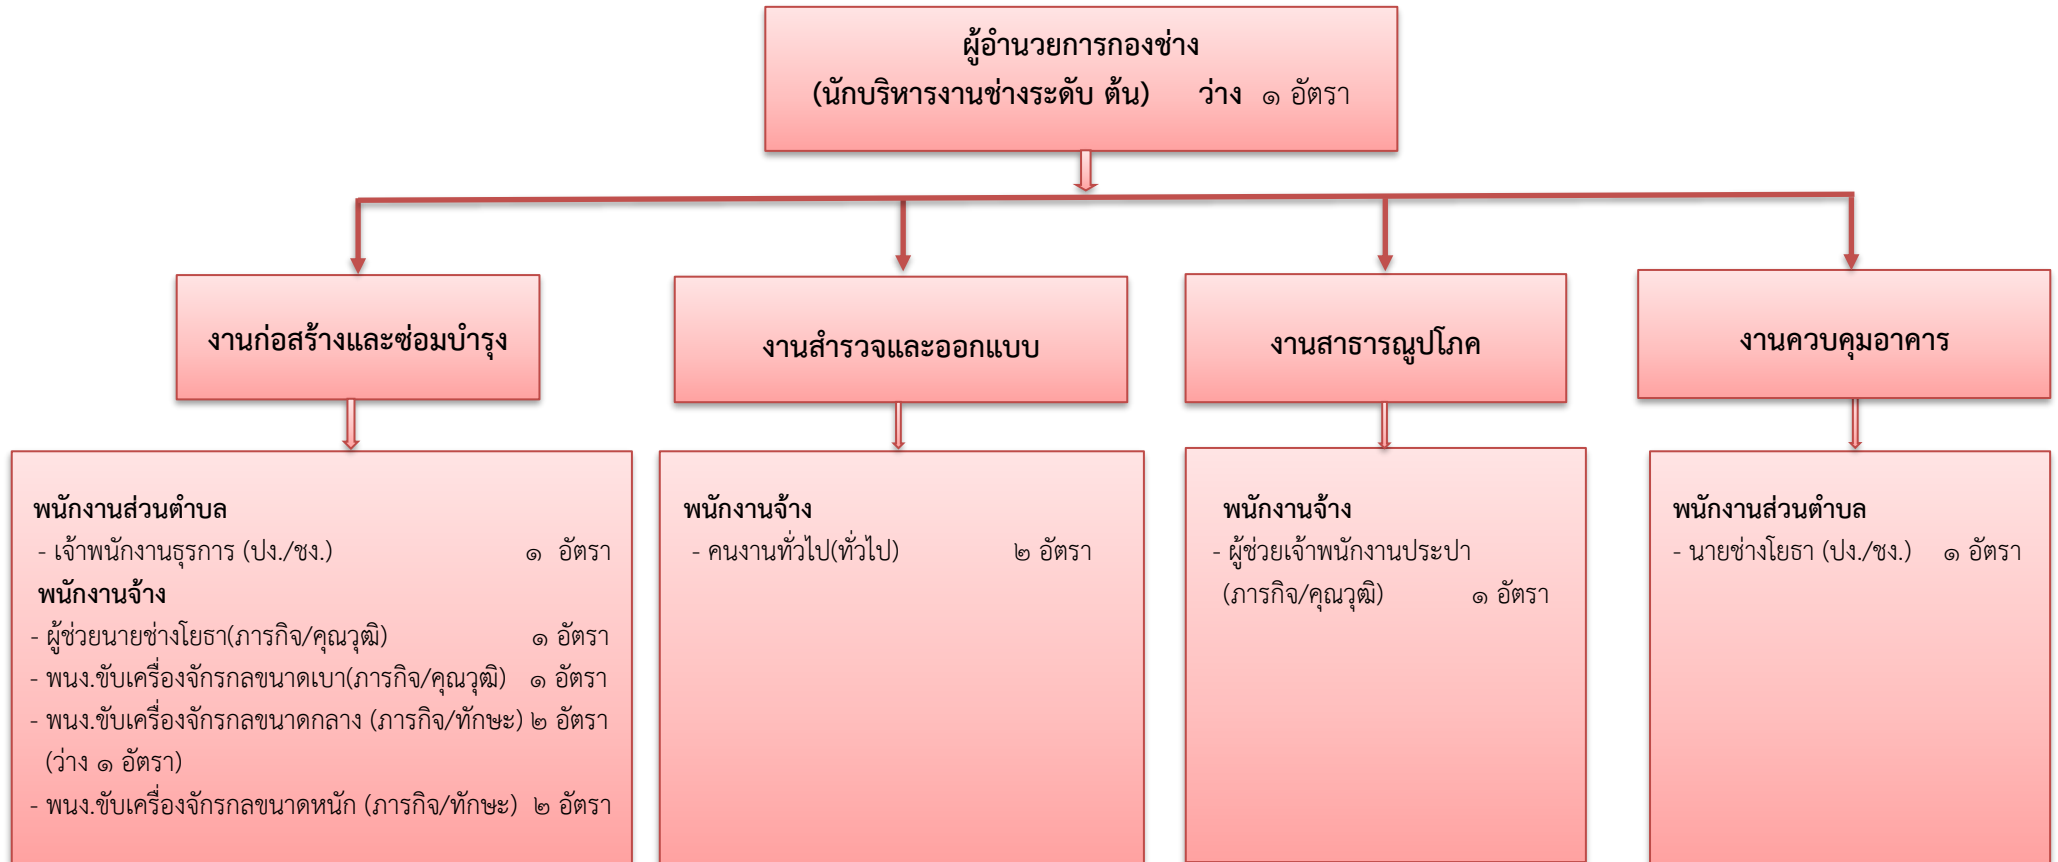 ผู้อำนวยการกองช่าง
(นักบริหารงานช่างระดับ ต้น) ว่าง ๑ อัตรา
งานก่อสร้างและซ่อมบำรุง
งานสำรวจและออกแบบ
งานสาธารณูปโภค
งานควบคุมอาคาร
พนักงานส่วนตำบล
- เจ้าพนักงานธุรการ (ปง./ชง.) ๑ อัตรา
พนักงานจ้าง
- ผู้ช่วยนายช่างโยธา(ภารกิจ/คุณวุฒิ) ๑ อัตรา
- พนง.ขับเครื่องจักรกลขนาดเบา(ภารกิจ/คุณวุฒิ) ๑ อัตรา
- พนง.ขับเครื่องจักรกลขนาดกลาง (ภารกิจ/ทักษะ) ๒ อัตรา
(ว่าง ๑ อัตรา)
- พนง.ขับเครื่องจักรกลขนาดหนัก (ภารกิจ/ทักษะ) ๒ อัตรา
พนักงานจ้าง
- คนงานทั่วไป(ทั่วไป) ๒ อัตรา
พนักงานจ้าง
- ผู้ช่วยเจ้าพนักงานประปา
(ภารกิจ/คุณวุฒิ) ๑ อัตรา
พนักงานส่วนตำบล
- นายช่างโยธา (ปง./ชง.) ๑ อัตรา